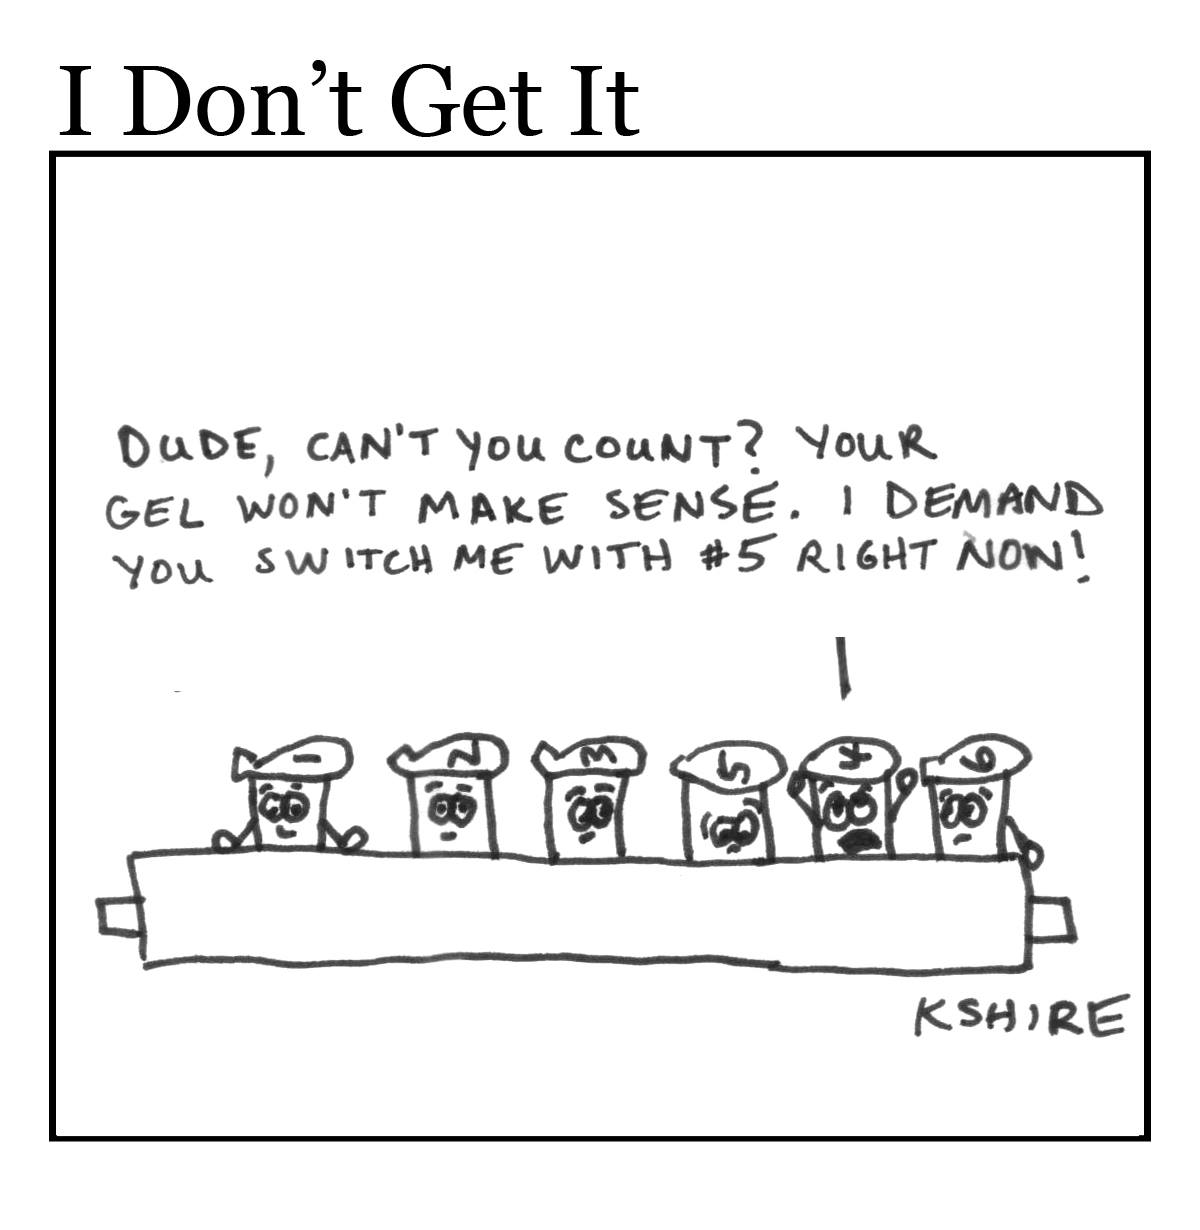 I Don’t Get It
DUDE, CAN'T YOU COUNT? YOUR
GEL WON'T MAKE SENSE. I DEMAND
YOU SWITCH ME WITH #5 RIGHT NOW!
1 2 3 5 4 6
KSHIRE